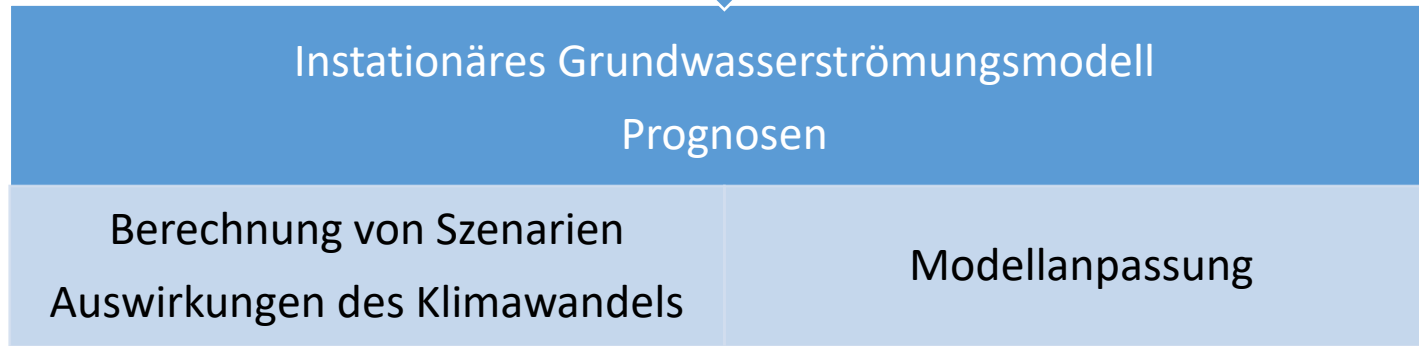 Instationäres Grundwasserströmungsmodell
Prognosen
Berechnung von Szenarien
Auswirkungen des Klimawandels
Modellanpassung